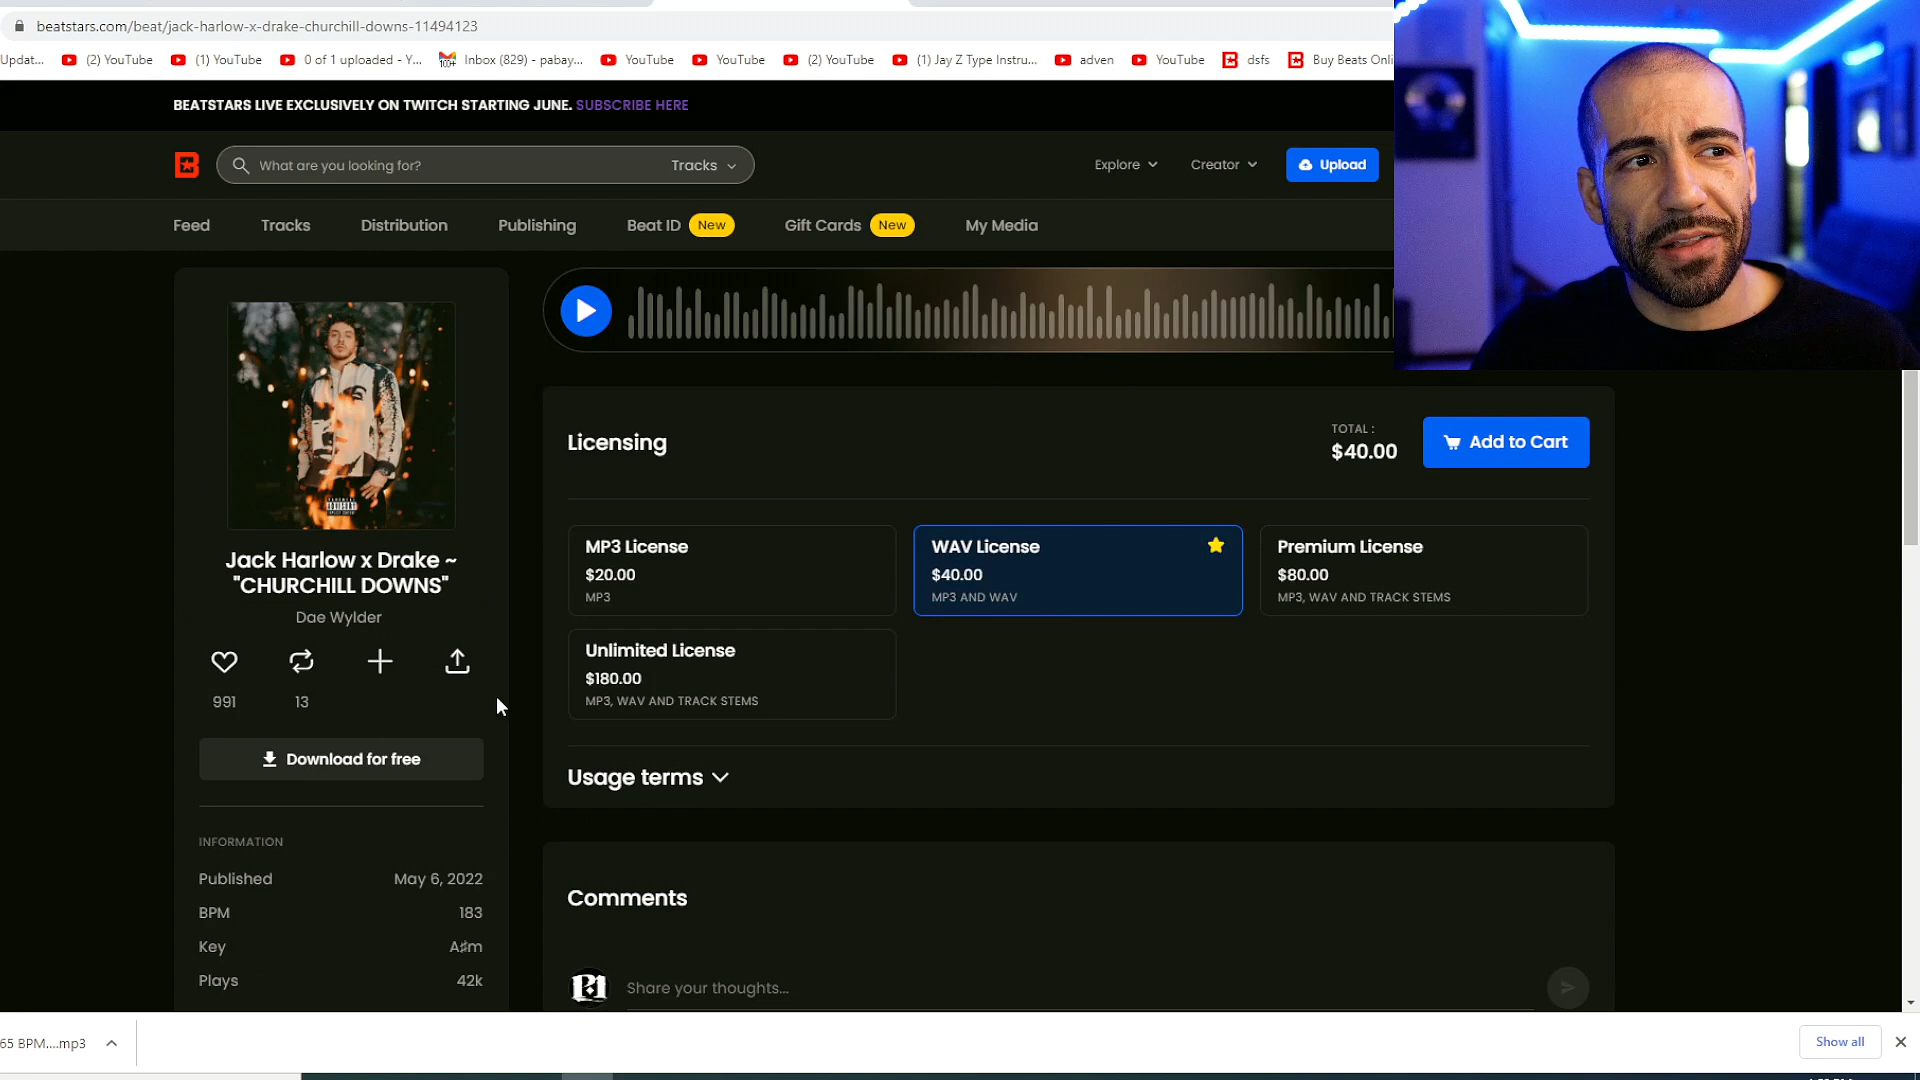 beatstars.com/beat/jack-harlow-x-drake-churchill-downs-11494123
Updat... (2) YouTube (1) YouTube 0 of 1 uploaded - Y... Inbox (829) - pabay... YouTube YouTube (2) YouTube (1) Jay Z Type Instru... adven YouTube dsfs Buy Beats Onli
BEATSTARS LIVE EXCLUSIVELY ON TWITCH STARTING JUNE. SUBSCRIBE HERE
What are you looking for? Tracks Explore Creator Upload
Feed Tracks Distribution Publishing Beat ID New Gift Cards New My Media
Licensing
TOTAL :
$40.00
Add to Cart
MP3 License
$20.00
MP3
WAV License
$40.00
MP3 AND WAV
Premium License
$80.00
MP3, WAV AND TRACK STEMS
Unlimited License
$180.00
MP3, WAV AND TRACK STEMS
Usage terms
Jack Harlow x Drake ~
"CHURCHILL DOWNS"
Dae Wylder
991 13
Download for free
INFORMATION
Published May 6, 2022
BPM 183
Key A♯m
Plays 42k
Comments
Share your thoughts...
65 BPM....mp3
Show all